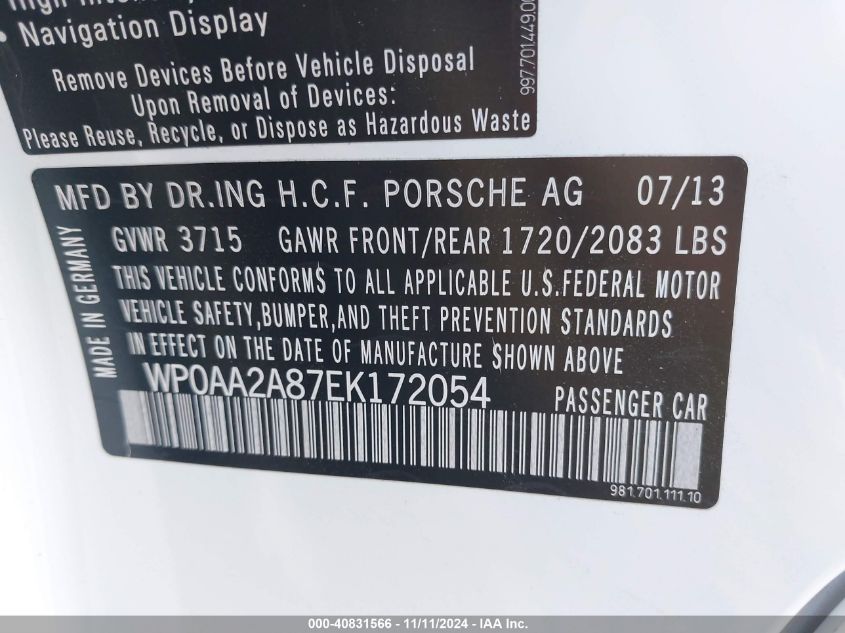 • Navigation Display
Remove Devices Before Vehicle Disposal
Upon Removal of Devices:
Please Reuse, Recycle, or Dispose as Hazardous Waste
MFD BY DR.ING H.C.F. PORSCHE AG 07/13
GVWR 3715 GAWR FRONT/REAR 1720/2083 LBS
THIS VEHICLE CONFORMS TO ALL APPLICABLE U.S.FEDERAL MOTOR
VEHICLE SAFETY,BUMPER,AND THEFT PREVENTION STANDARDS
IN EFFECT ON THE DATE OF MANUFACTURE SHOWN ABOVE
WP0AA2A87EK172054 PASSENGER CAR
MADE IN GERMANY
981.701.111.10
000-40831566 - 11/11/2024 - IAA Inc.